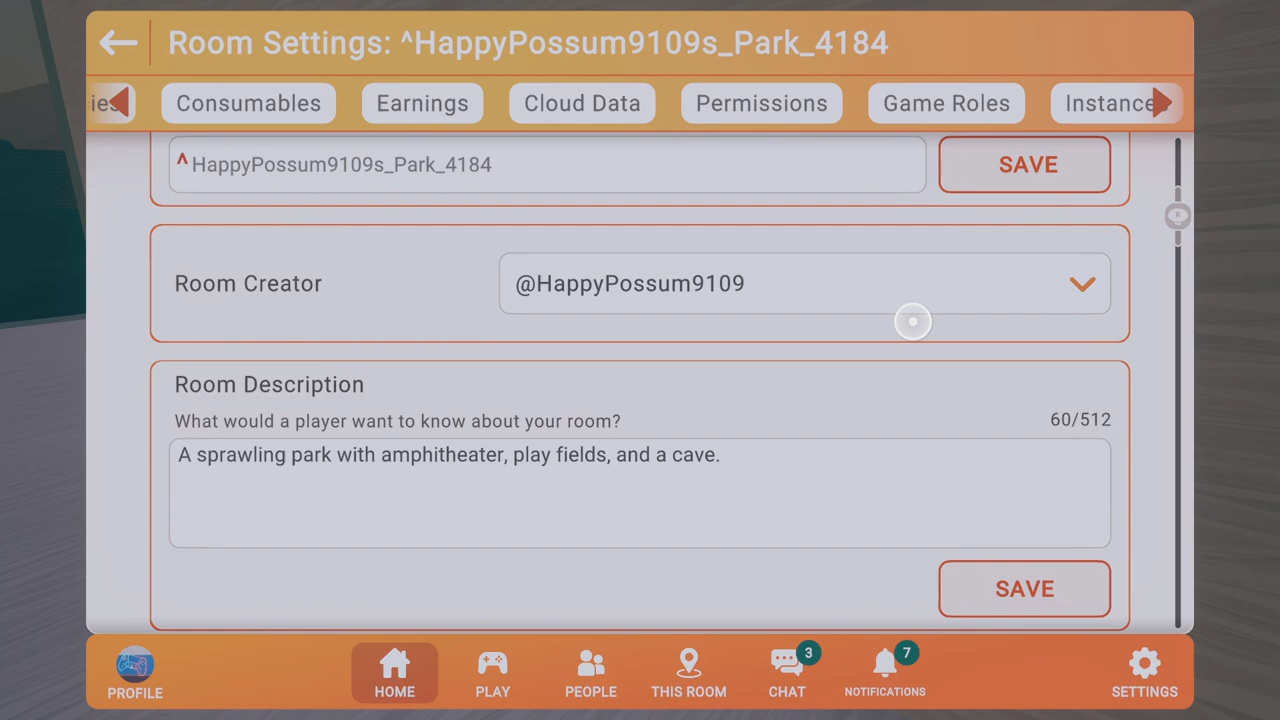 Room Settings: ^HappyPossum9109s_Park_4184
ies
Consumables
Earnings
Cloud Data
Permissions
Game Roles
Instances
^HappyPossum9109s_Park_4184
SAVE
Room Creator
@HappyPossum9109
Room Description
What would a player want to know about your room?
60/512
A sprawling park with amphitheater, play fields, and a cave.
SAVE
PROFILE
HOME
PLAY
PEOPLE
THIS ROOM
3
CHAT
7
NOTIFICATIONS
SETTINGS